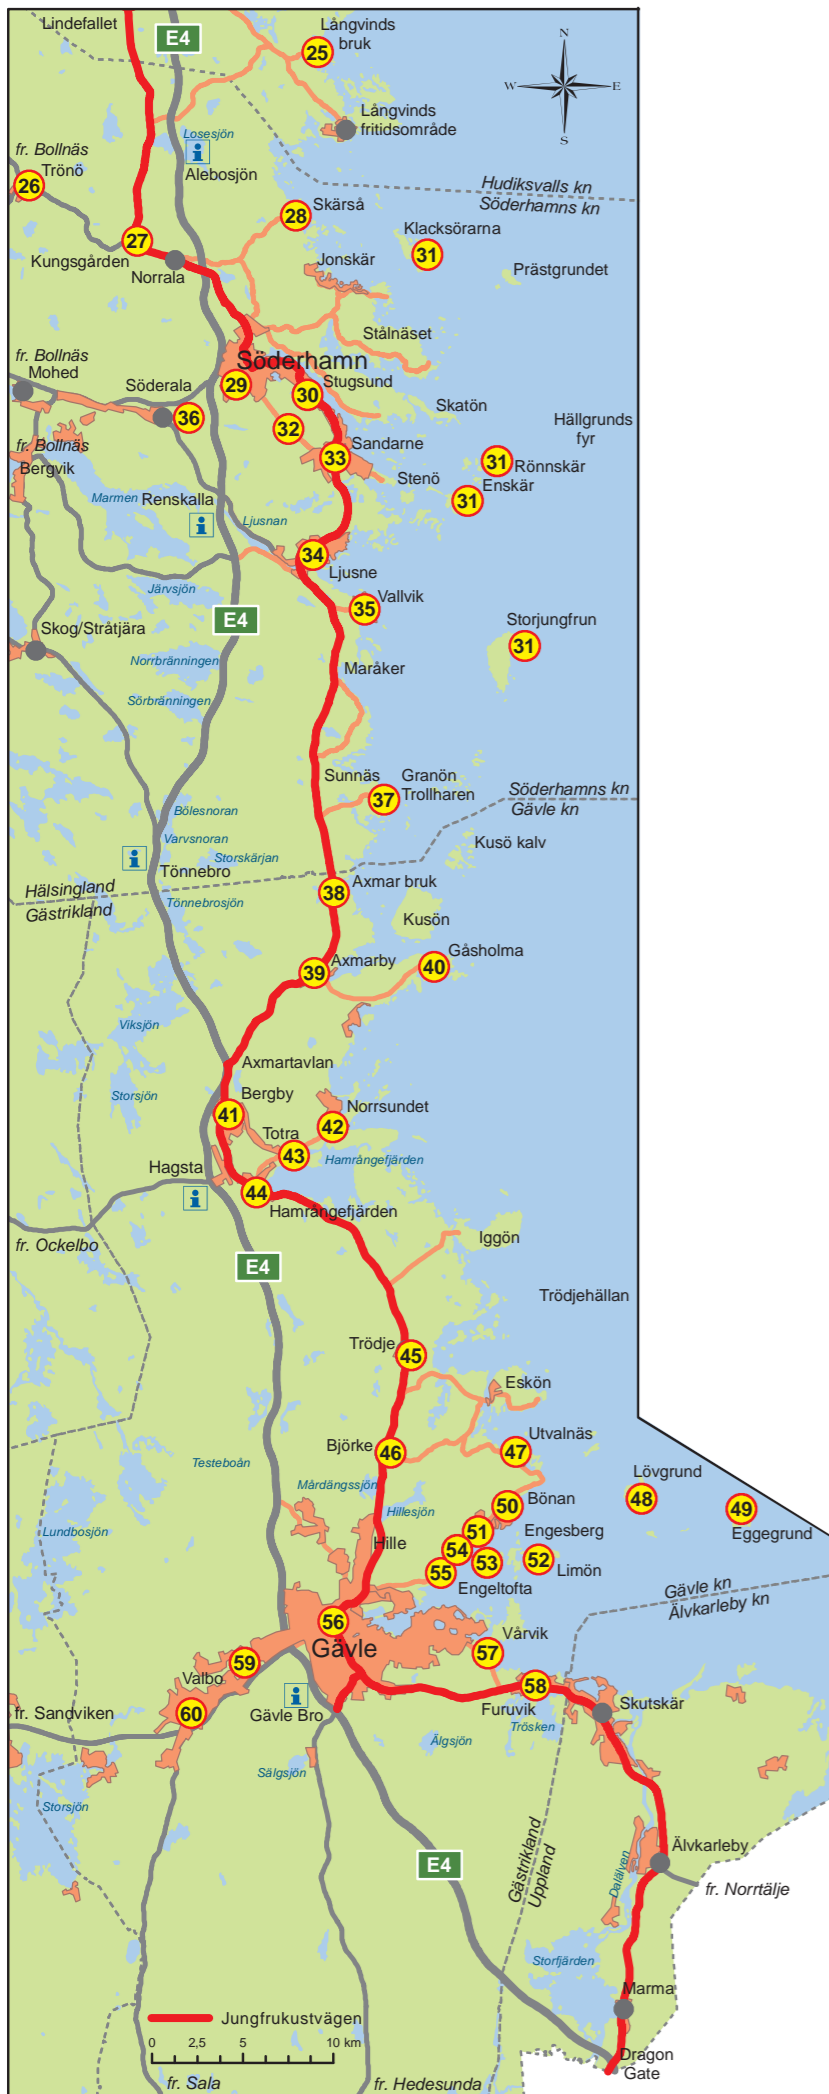 Lindefallet
E4
Långvinds
bruk
25
N
W
E
S
Långvinds
fritidsområde
Losesjön
i
Alebosjön
fr. Bollnäs
Trönö
26
Hudiksvalls kn
Söderhamns kn
28
Skärså
27
Kungsgården
Norrala
Klacksörarna
31
Jonskär
Prästgrundet
Stålnäset
fr. Bollnäs
Mohed
Söderala
Söderhamn
29
30
Stugsund
36
32
Skatön
Hällgrunds
fyr
fr. Bollnäs
Bergvik
Sandarne
33
31
Rönnskär
Stenö
Enskär
31
Marmen
Renskalla
i
Ljusnan
34
Ljusne
Järvsjön
E4
35
Vallvik
Skog/Stråtjära
Storjungfrun
31
Norrbränningen
Maråker
Sörbränningen
Sunnäs
Granön
37
Trollharen
Söderhamns kn
Gävle kn
Bölesnoran
Varvsnoran
Storskärjan
Kusö kalv
i
Tönnebro
Hälsingland
Gästrikland
Tönnebrosjön
38
Axmar bruk
Kusön
39
Axmarby
40
Gåsholma
Viksjön
Axmartavlan
Storsjön
Bergby
41
Norrsundet
42
Totra
43
Hamrångefjärden
Hagsta
i
44
Hamrångefjärden
fr. Ockelbo
Iggön
E4
Trödjehällan
Trödje
45
Eskön
Björke
46
Utvalnäs
47
Testeboån
Mårdängssjön
Hillesjön
Lövgrund
48
49
Eggegrund
50
Bönan
Lundbosjön
Hille
51
Engesberg
54
53
52
Limön
55
Engeltofta
Gävle kn
Älvkarleby kn
56
Gävle
Vårvik
57
59
Valbo
60
fr. Sandviken
i
Gävle Bro
58
Furuvik
Trösken
Skutskär
Älgsjön
Sälgsjön
Storsjön
E4
Gästrikland
Uppland
Dalälven
Älvkarleby
fr. Norrtälje
Storfjärden
Marma
Jungfrukustvägen
0 2,5 5 10 km
Dragon
Gate
fr. Sala
fr. Hedesunda